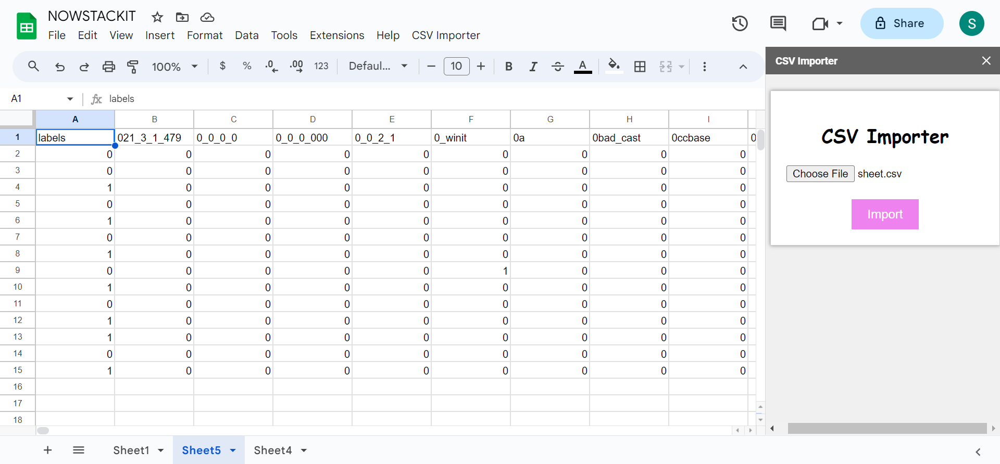 NOWSTACKIT
File Edit View Insert Format Data Tools Extensions Help CSV Importer
Share
S
100% $ % .0 .00 123 Defaul... 10 B I A
CSV Importer
A1 fx labels
A B C D E F G H I
1 labels 021_3_1_479 0_0_0_0 0_0_0_000 0_0_2_1 0_winit 0a 0bad_cast 0ccbase 0
2 0 0 0 0 0 0 0 0 0
3 0 0 0 0 0 0 0 0 0
4 1 0 0 0 0 0 0 0 0
5 0 0 0 0 0 0 0 0 0
6 1 0 0 0 0 0 0 0 0
7 0 0 0 0 0 0 0 0 0
8 1 0 0 0 0 0 0 0 0
9 0 0 0 0 0 1 0 0 0
10 1 0 0 0 0 0 0 0 0
11 0 0 0 0 0 0 0 0 0
12 1 0 0 0 0 0 0 0 0
13 1 0 0 0 0 0 0 0 0
14 0 0 0 0 0 0 0 0 0
15 1 0 0 0 0 0 0 0 0
16
17
18
CSV Importer
Choose File sheet.csv
Import
Sheet1 Sheet5 Sheet4